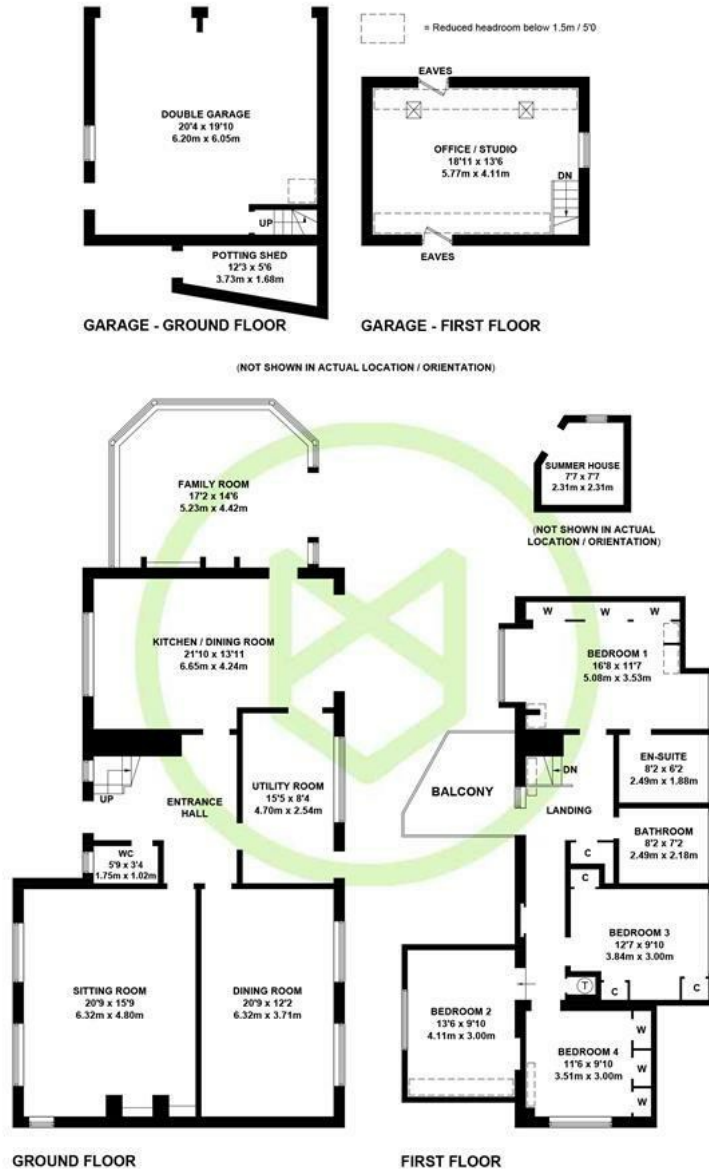 = Reduced headroom below 1.5m / 5'0
DOUBLE GARAGE
20'4 x 19'10
6.20m x 6.05m
UP
POTTING SHED
12'3 x 5'6
3.73m x 1.68m
GARAGE - GROUND FLOOR
EAVES
OFFICE / STUDIO
18'11 x 13'6
5.77m x 4.11m
DN
EAVES
GARAGE - FIRST FLOOR
(NOT SHOWN IN ACTUAL LOCATION / ORIENTATION)
FAMILY ROOM
17'2 x 14'6
5.23m x 4.42m
KITCHEN / DINING ROOM
21'10 x 13'11
6.65m x 4.24m
UP
ENTRANCE
HALL
UTILITY ROOM
15'5 x 8'4
4.70m x 2.54m
WC
5'9 x 3'4
1.75m x 1.02m
SITTING ROOM
20'9 x 15'9
6.32m x 4.80m
DINING ROOM
20'9 x 12'2
6.32m x 3.71m
GROUND FLOOR
SUMMER HOUSE
7'7 x 7'7
2.31m x 2.31m
(NOT SHOWN IN ACTUAL
LOCATION / ORIENTATION)
W W W
BEDROOM 1
16'8 x 11'7
5.08m x 3.53m
EN-SUITE
8'2 x 6'2
2.49m x 1.88m
DN
BALCONY
LANDING
BATHROOM
8'2 x 7'2
2.49m x 2.18m
C
C
BEDROOM 3
12'7 x 9'10
3.84m x 3.00m
T
C
C
BEDROOM 2
13'6 x 9'10
4.11m x 3.00m
BEDROOM 4
11'6 x 9'10
3.51m x 3.00m
W
W
W
FIRST FLOOR